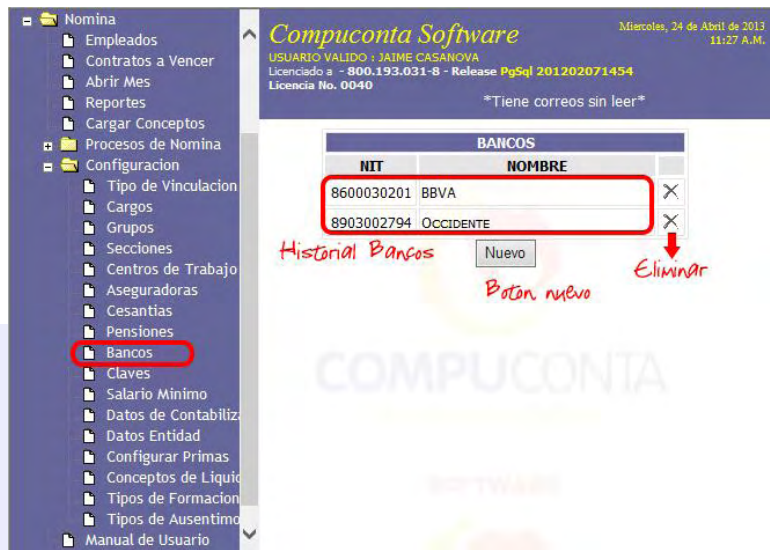 Nomina
Empleados
Contratos a Vencer
Abrir Mes
Reportes
Cargar Conceptos
Procesos de Nomina
Configuracion
Tipo de Vinculacion
Cargos
Grupos
Secciones
Centros de Trabajo
Aseguradoras
Cesantias
Pensiones
Bancos
Claves
Salario Minimo
Datos de Contabiliz
Datos Entidad
Configurar Primas
Conceptos de Liquid
Tipos de Formacion
Tipos de Ausentimo
Manual de Usuario
Compuconta Software
Miercoles, 24 de Abril de 2013
11:27 A.M.
USUARIO VALIDO : JAIME CASANOVA
Licenciado a - 800.193.031-8 - Release PgSql 201202071454
Licencia No. 0040
*Tiene correos sin leer*
BANCOS
NIT NOMBRE
8600030201 BBVA
8903002794 OCCIDENTE
Historial Bancos
Nuevo
Eliminar
Boton nuevo
COMPUCONTA
SOFTWARE